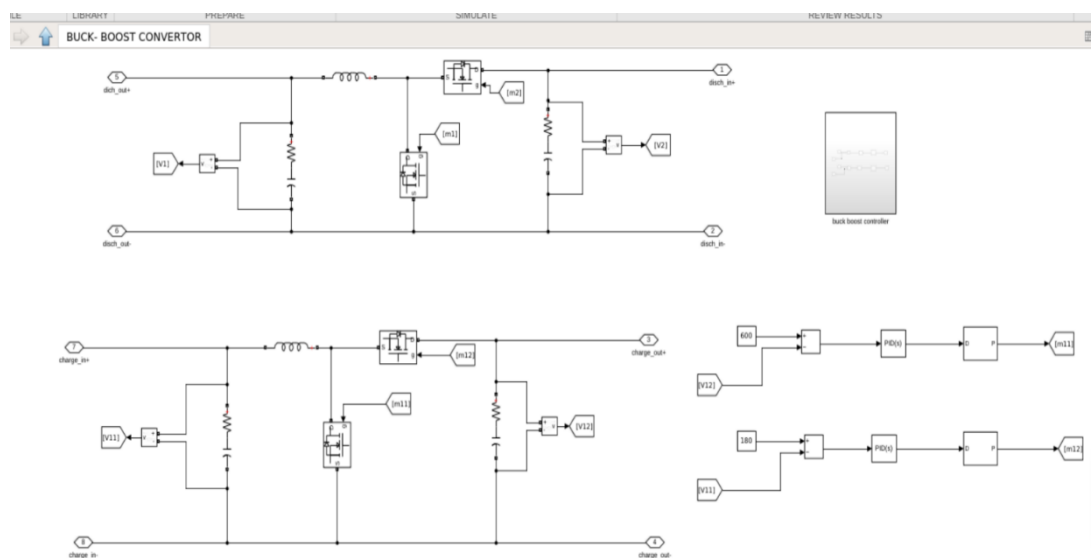 LE LIBRARY PREPARE SIMULATE REVIEW RESULTS
BUCK- BOOST CONVERTOR
5
dich_out+
S
D
g
[m2]
1
disch_in+
[m1]
[V1]
v
+
-
[V2]
v
+
-
6
disch_out-
2
disch_in-
buck boost controller
7
charge_in+
S
D
g
[m12]
3
charge_out+
[m11]
[V11]
v
+
-
[V12]
v
+
-
8
charge_in-
4
charge_out-
600
+
-
PID(s)
D P
[m11]
[V12]
180
+
-
PID(s)
D P
[m12]
[V11]